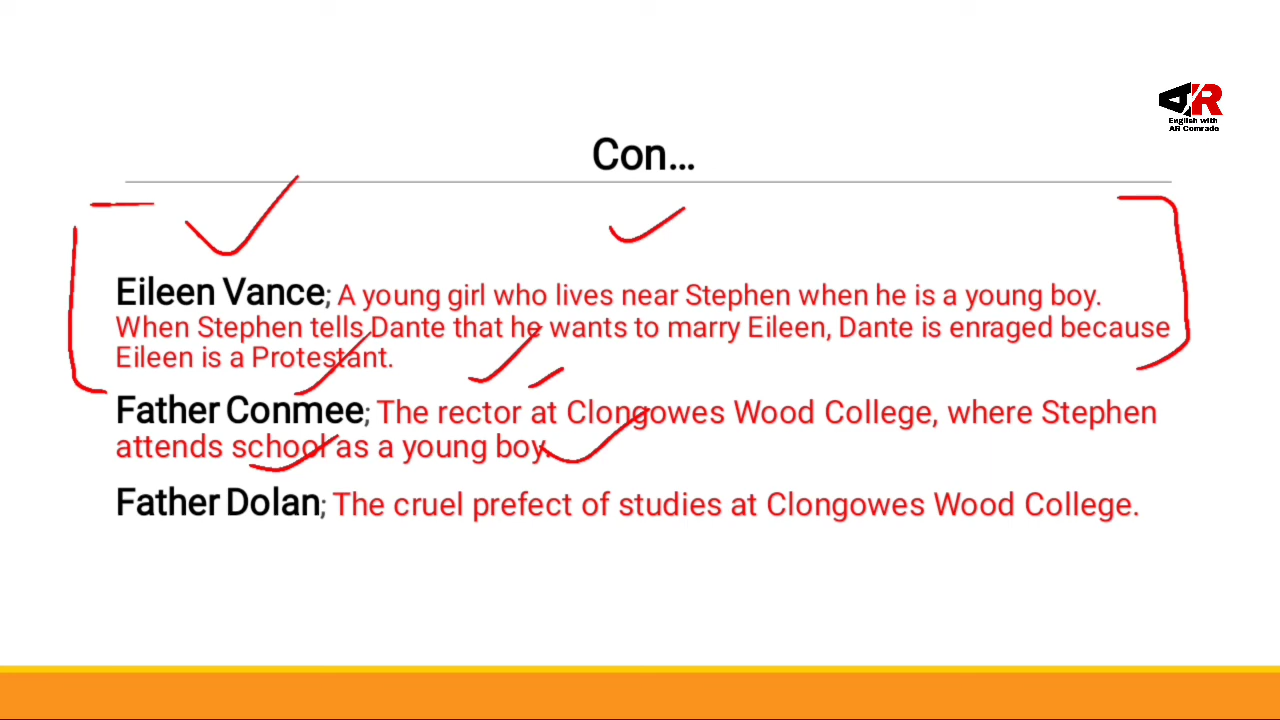 AR
English with
AR Comrade
Con...
Eileen Vance; A young girl who lives near Stephen when he is a young boy.
When Stephen tells Dante that he wants to marry Eileen, Dante is enraged because
Eileen is a Protestant.
Father Conmee; The rector at Clongowes Wood College, where Stephen
attends school as a young boy.
Father Dolan; The cruel prefect of studies at Clongowes Wood College.